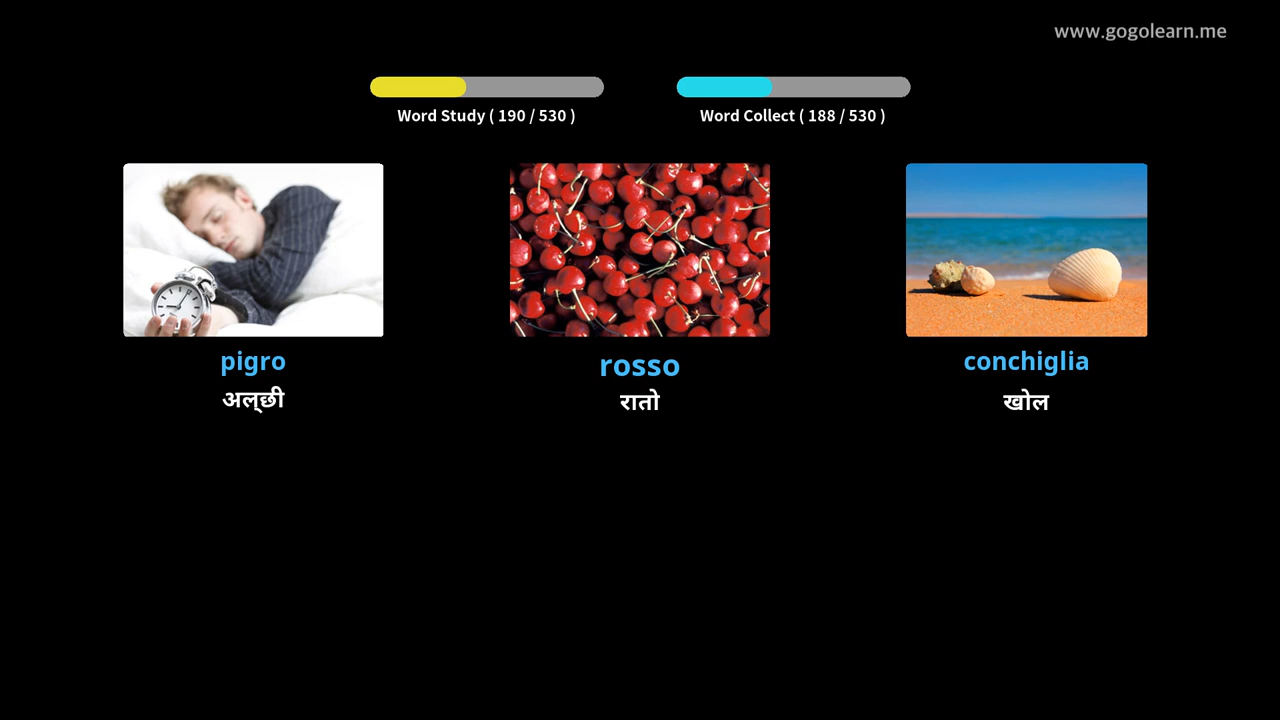 www.gogolearn.me
Word Study ( 190 / 530 )
Word Collect ( 188 / 530 )
pigro
अल्छी
rosso
रातो
conchiglia
खोल